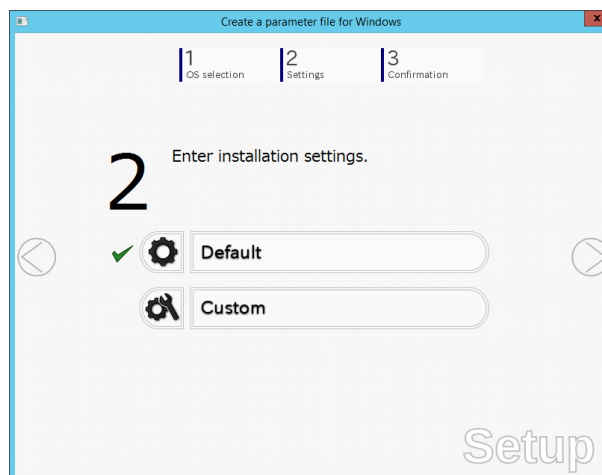 Create a parameter file for Windows
x
1
OS selection
2
Settings
3
Confirmation
2
Enter installation settings.
Default
Custom
Setup